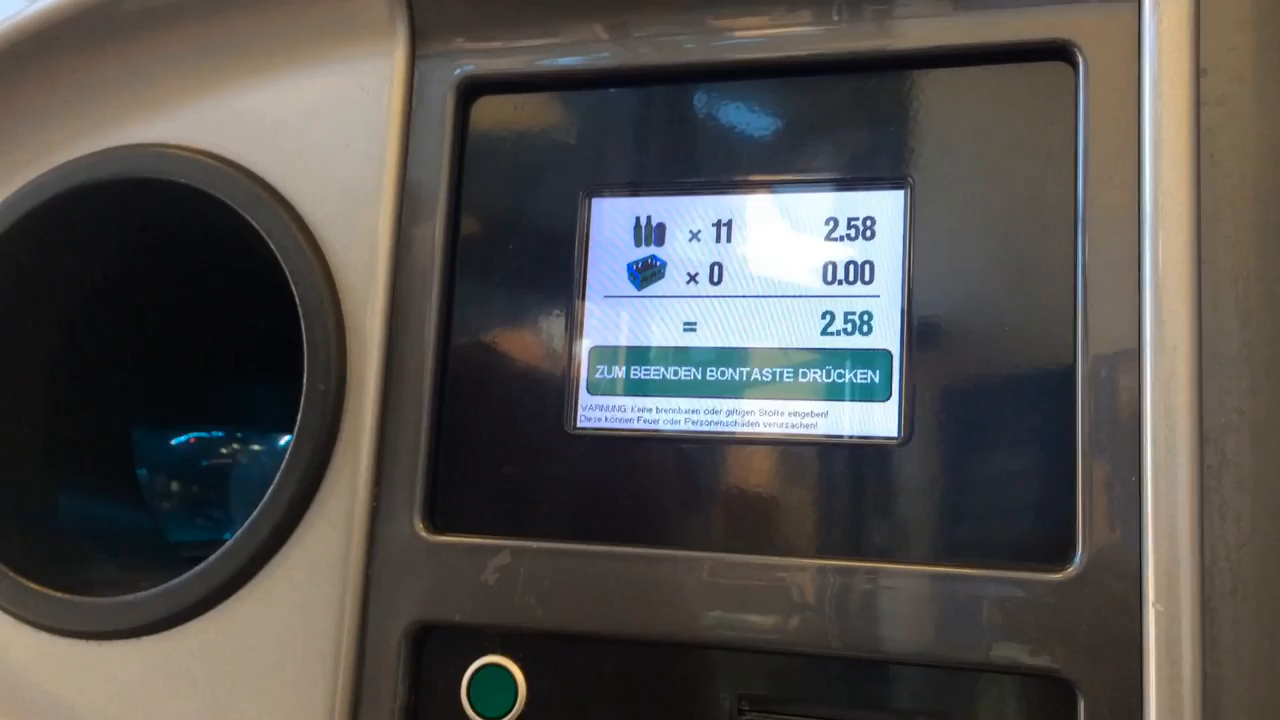 × 11 2.58
× 0 0.00
= 2.58
ZUM BEENDEN BONTASTE DRÜCKEN
WARNUNG: Keine brennbaren oder giftigen Stoffe eingeben!
Diese können Feuer oder Personenschäden verursachen!